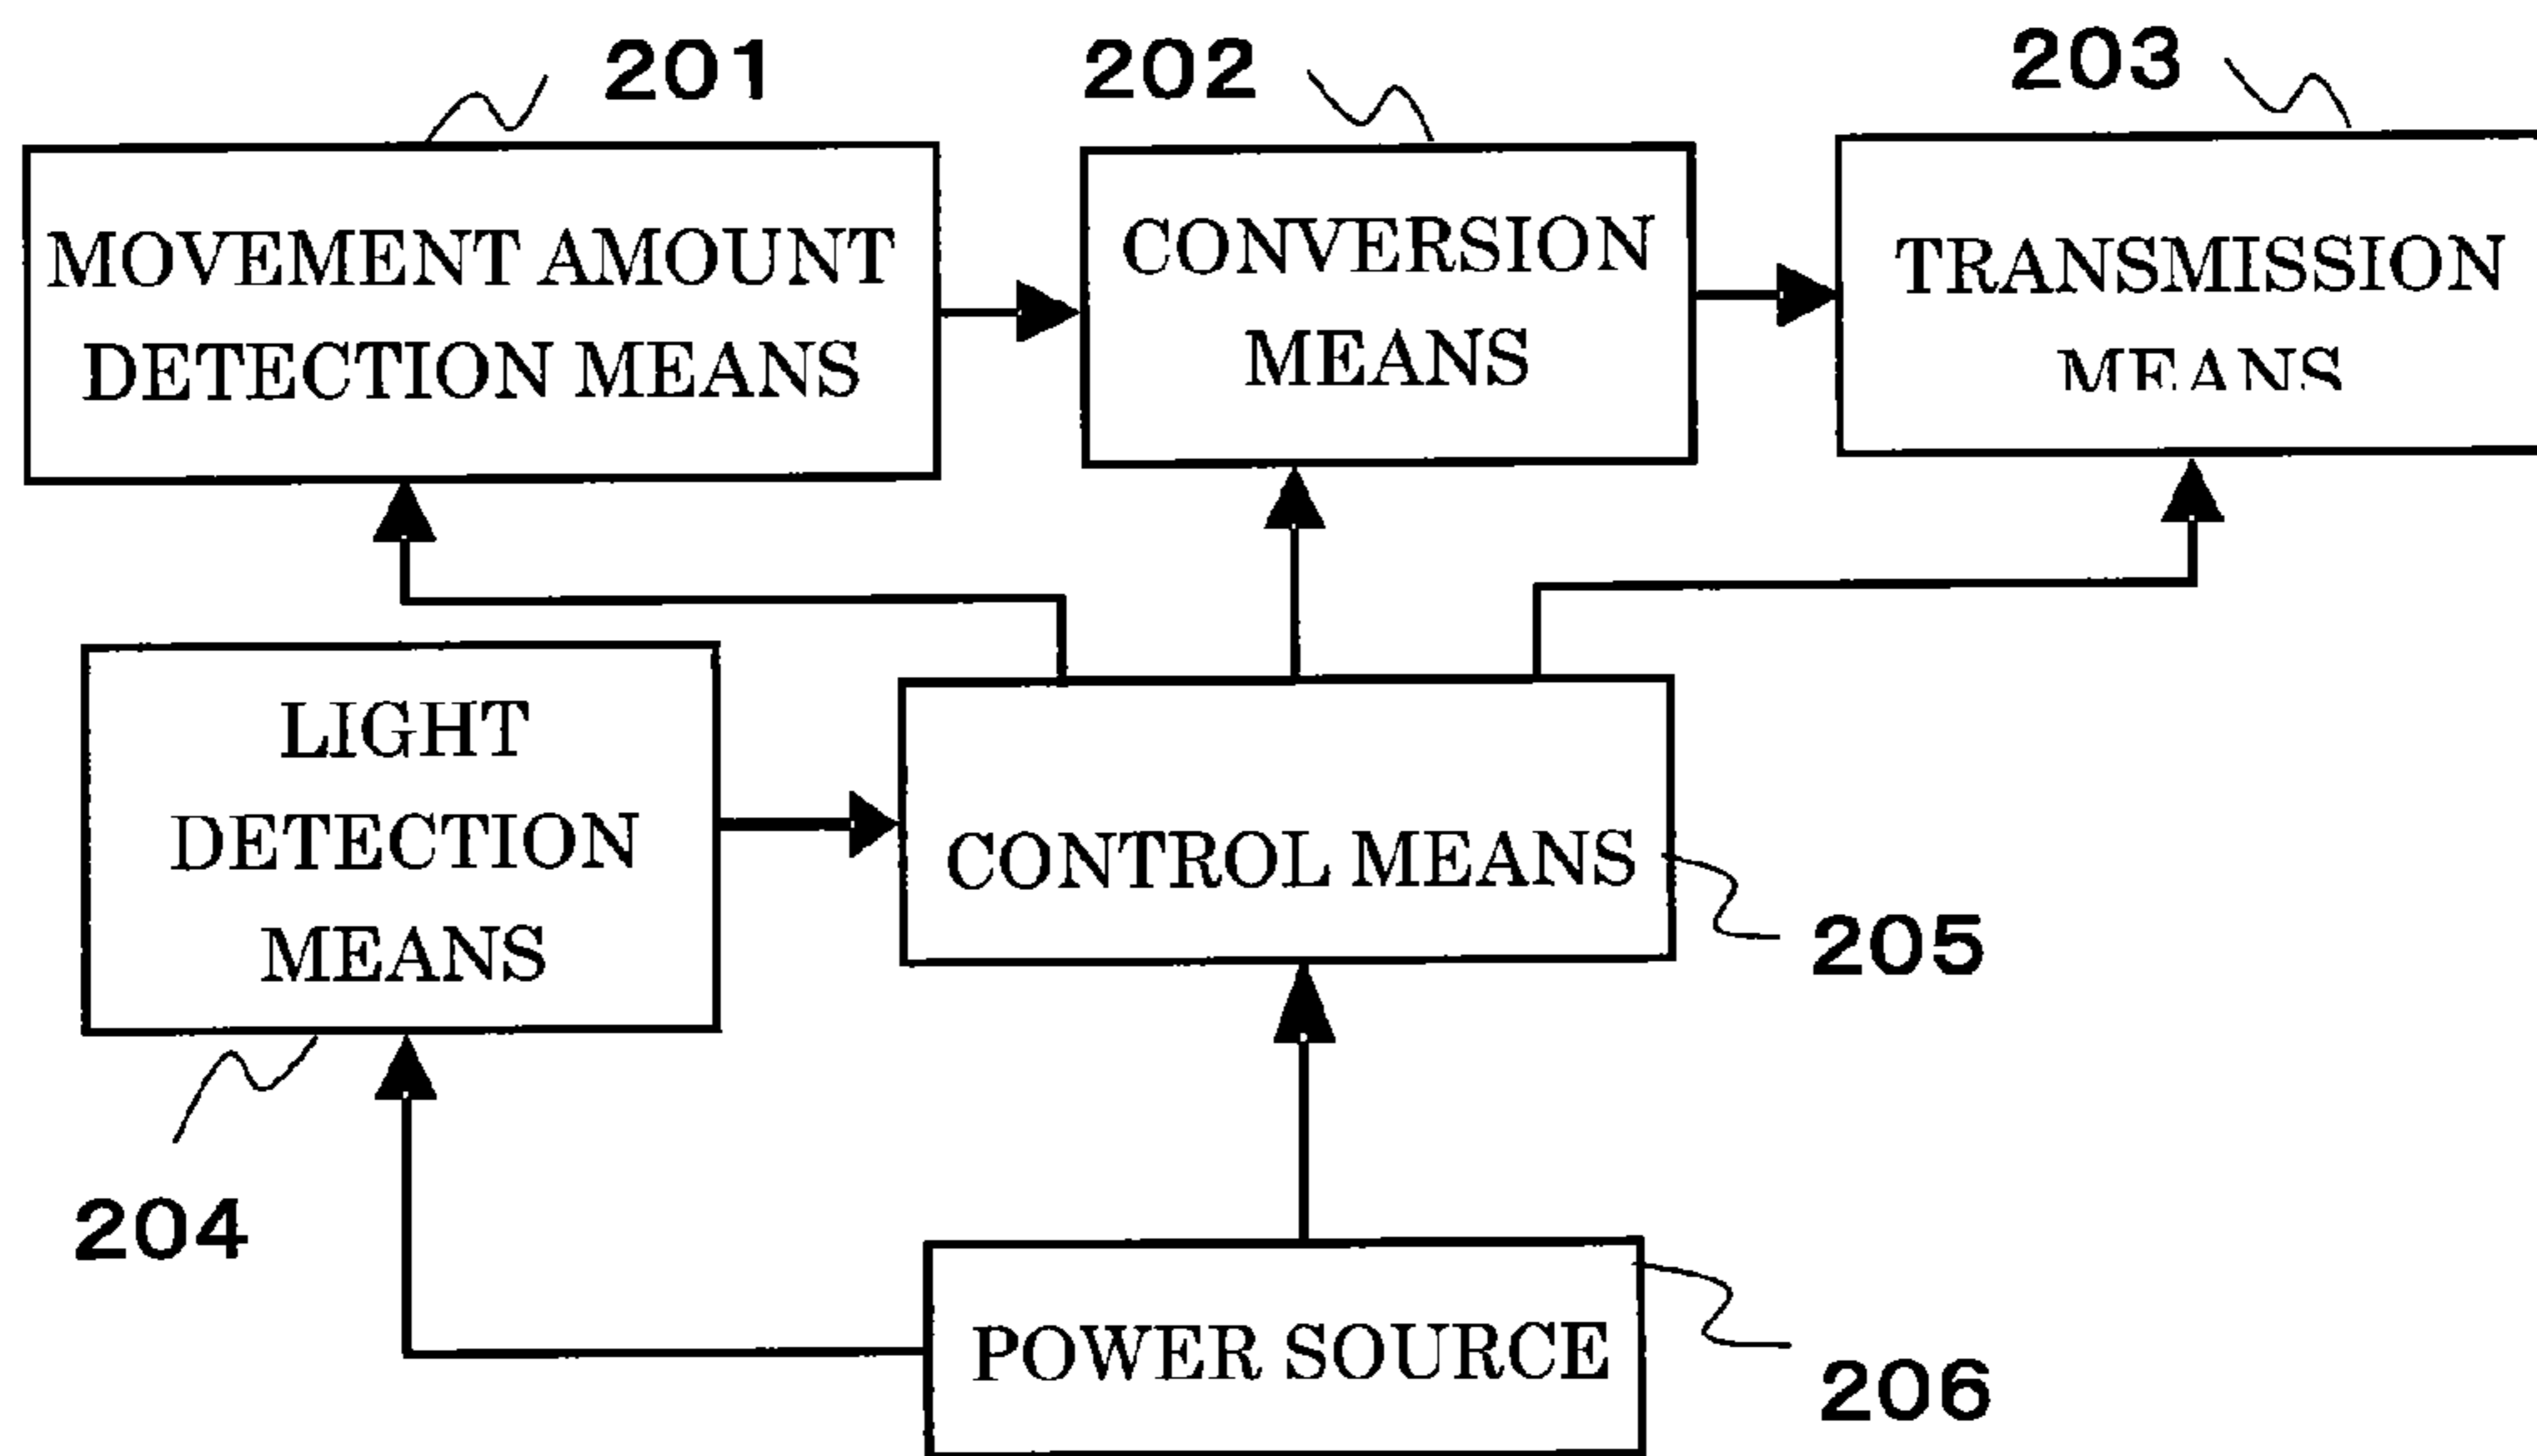 201
202
203
MOVEMENT AMOUNT
DETECTION MEANS
CONVERSION
MEANS
TRANSMISSION
MEANS
LIGHT
DETECTION
MEANS
CONTROL MEANS
205
204
POWER SOURCE
206